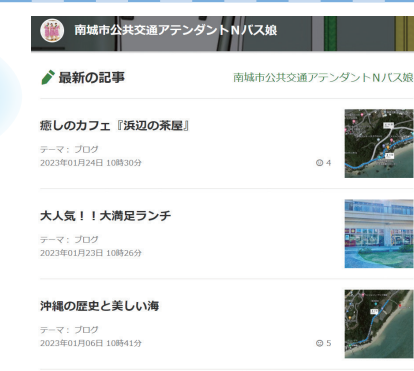 南城市公共交通アテンダントNバス娘
最新の記事
南城市公共交通アテンダントNバス娘
癒しのカフェ『浜辺の茶屋』
テーマ： ブログ
2023年01月24日 10時30分
4
大人気！！大満足ランチ
テーマ： ブログ
2023年01月23日 10時26分
沖縄の歴史と美しい海
テーマ： ブログ
2023年01月06日 10時41分
5